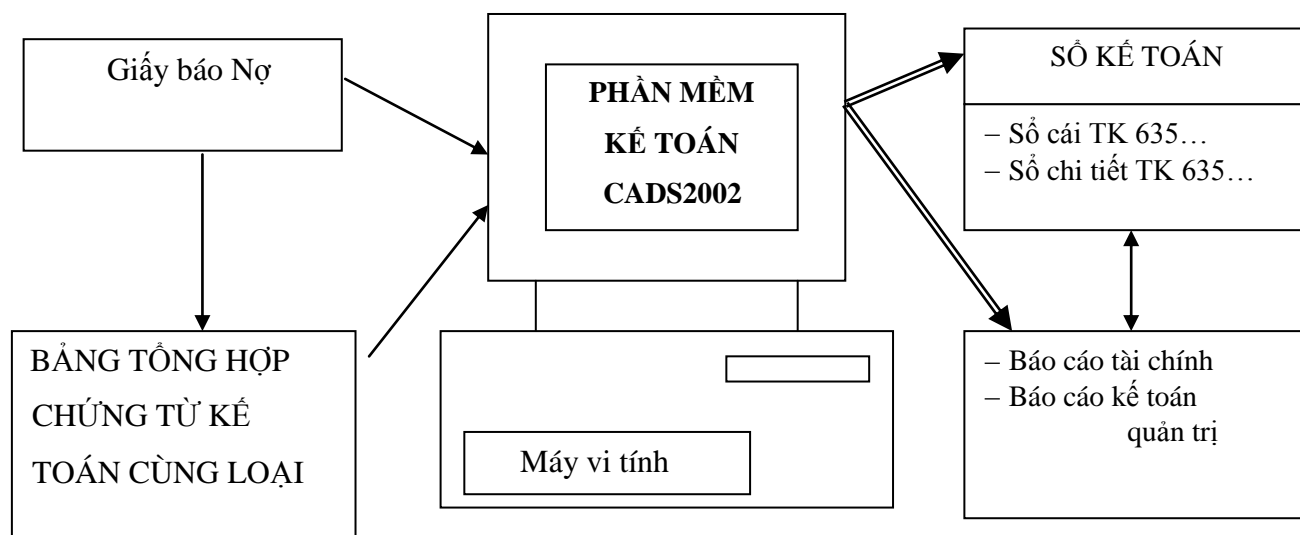 Giấy báo Nợ
BẢNG TỔNG HỢP
CHỨNG TỪ KẾ
TOÁN CÙNG LOẠI
PHẦN MỀM
KẾ TOÁN
CADS2002
Máy vi tính
SỔ KẾ TOÁN
– Sổ cái TK 635…
– Sổ chi tiết TK 635…
– Báo cáo tài chính
– Báo cáo kế toán
quản trị